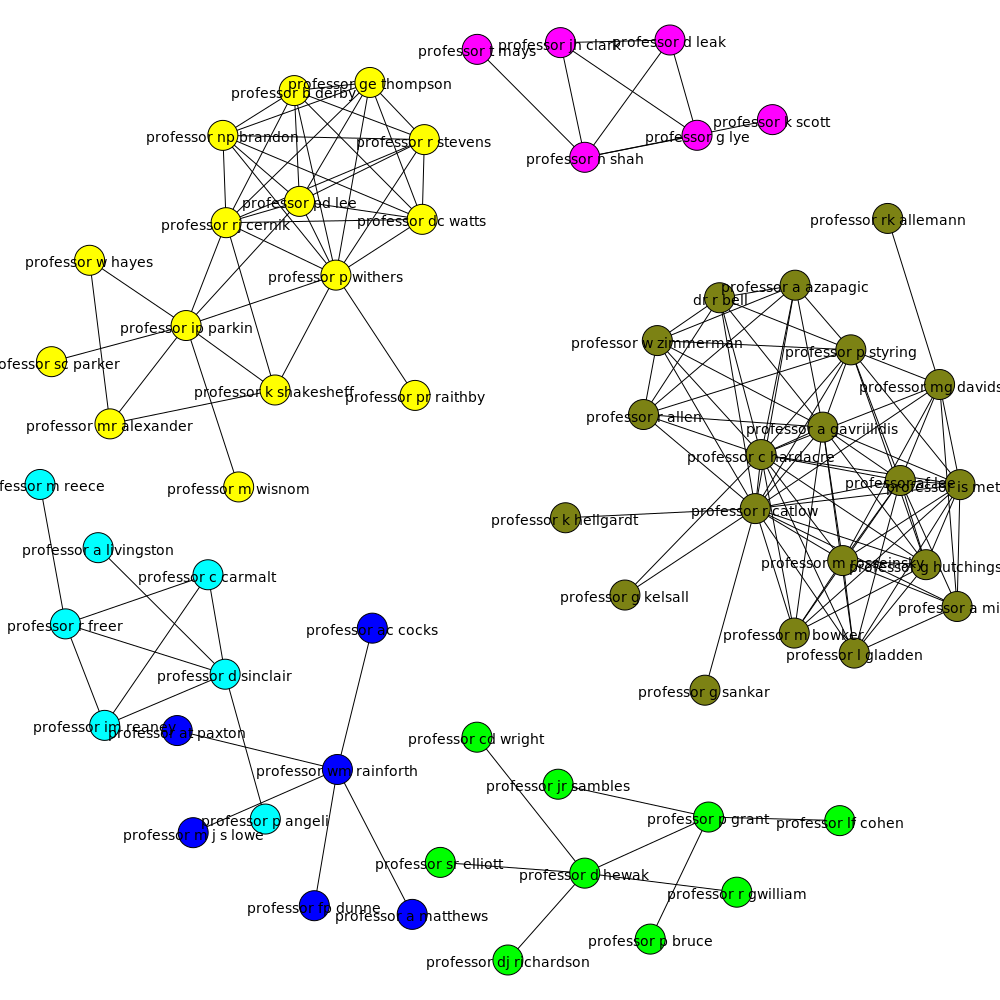 professor t mays
professor jh clark
professor d leak
professor ge thompson
professor b derby
professor k scott
professor g lye
professor np brandon
professor r stevens
professor n shah
professor pd lee
professor rj cernik
professor dc watts
professor rk allemann
professor w hayes
professor p withers
professor a azapagic
dr r bell
professor ip parkin
professor w zimmerman
professor p styring
professor sc parker
professor k shakesheff
professor pr raithby
professor mg davids
professor mr alexander
professor r allen
professor a gavriilidis
professor c hardacre
fessor m reece
professor m wisnom
professor is met
professor r catlow
professor k hellgardt
professor a livingston
professor c carmalt
professor m rosseinsky
professor g hutchings
professor g kelsall
professor a mi
professor r freer
professor ac cocks
professor m bowker
professor l gladden
professor d sinclair
professor g sankar
professor im reaney
professor at paxton
professor cd wright
professor wm rainforth
professor jr sambles
professor p angeli
professor m j s lowe
professor p grant
professor lf cohen
professor sr elliott
professor d hewak
professor r gwilliam
professor fp dunne
professor a matthews
professor p bruce
professor dj richardson